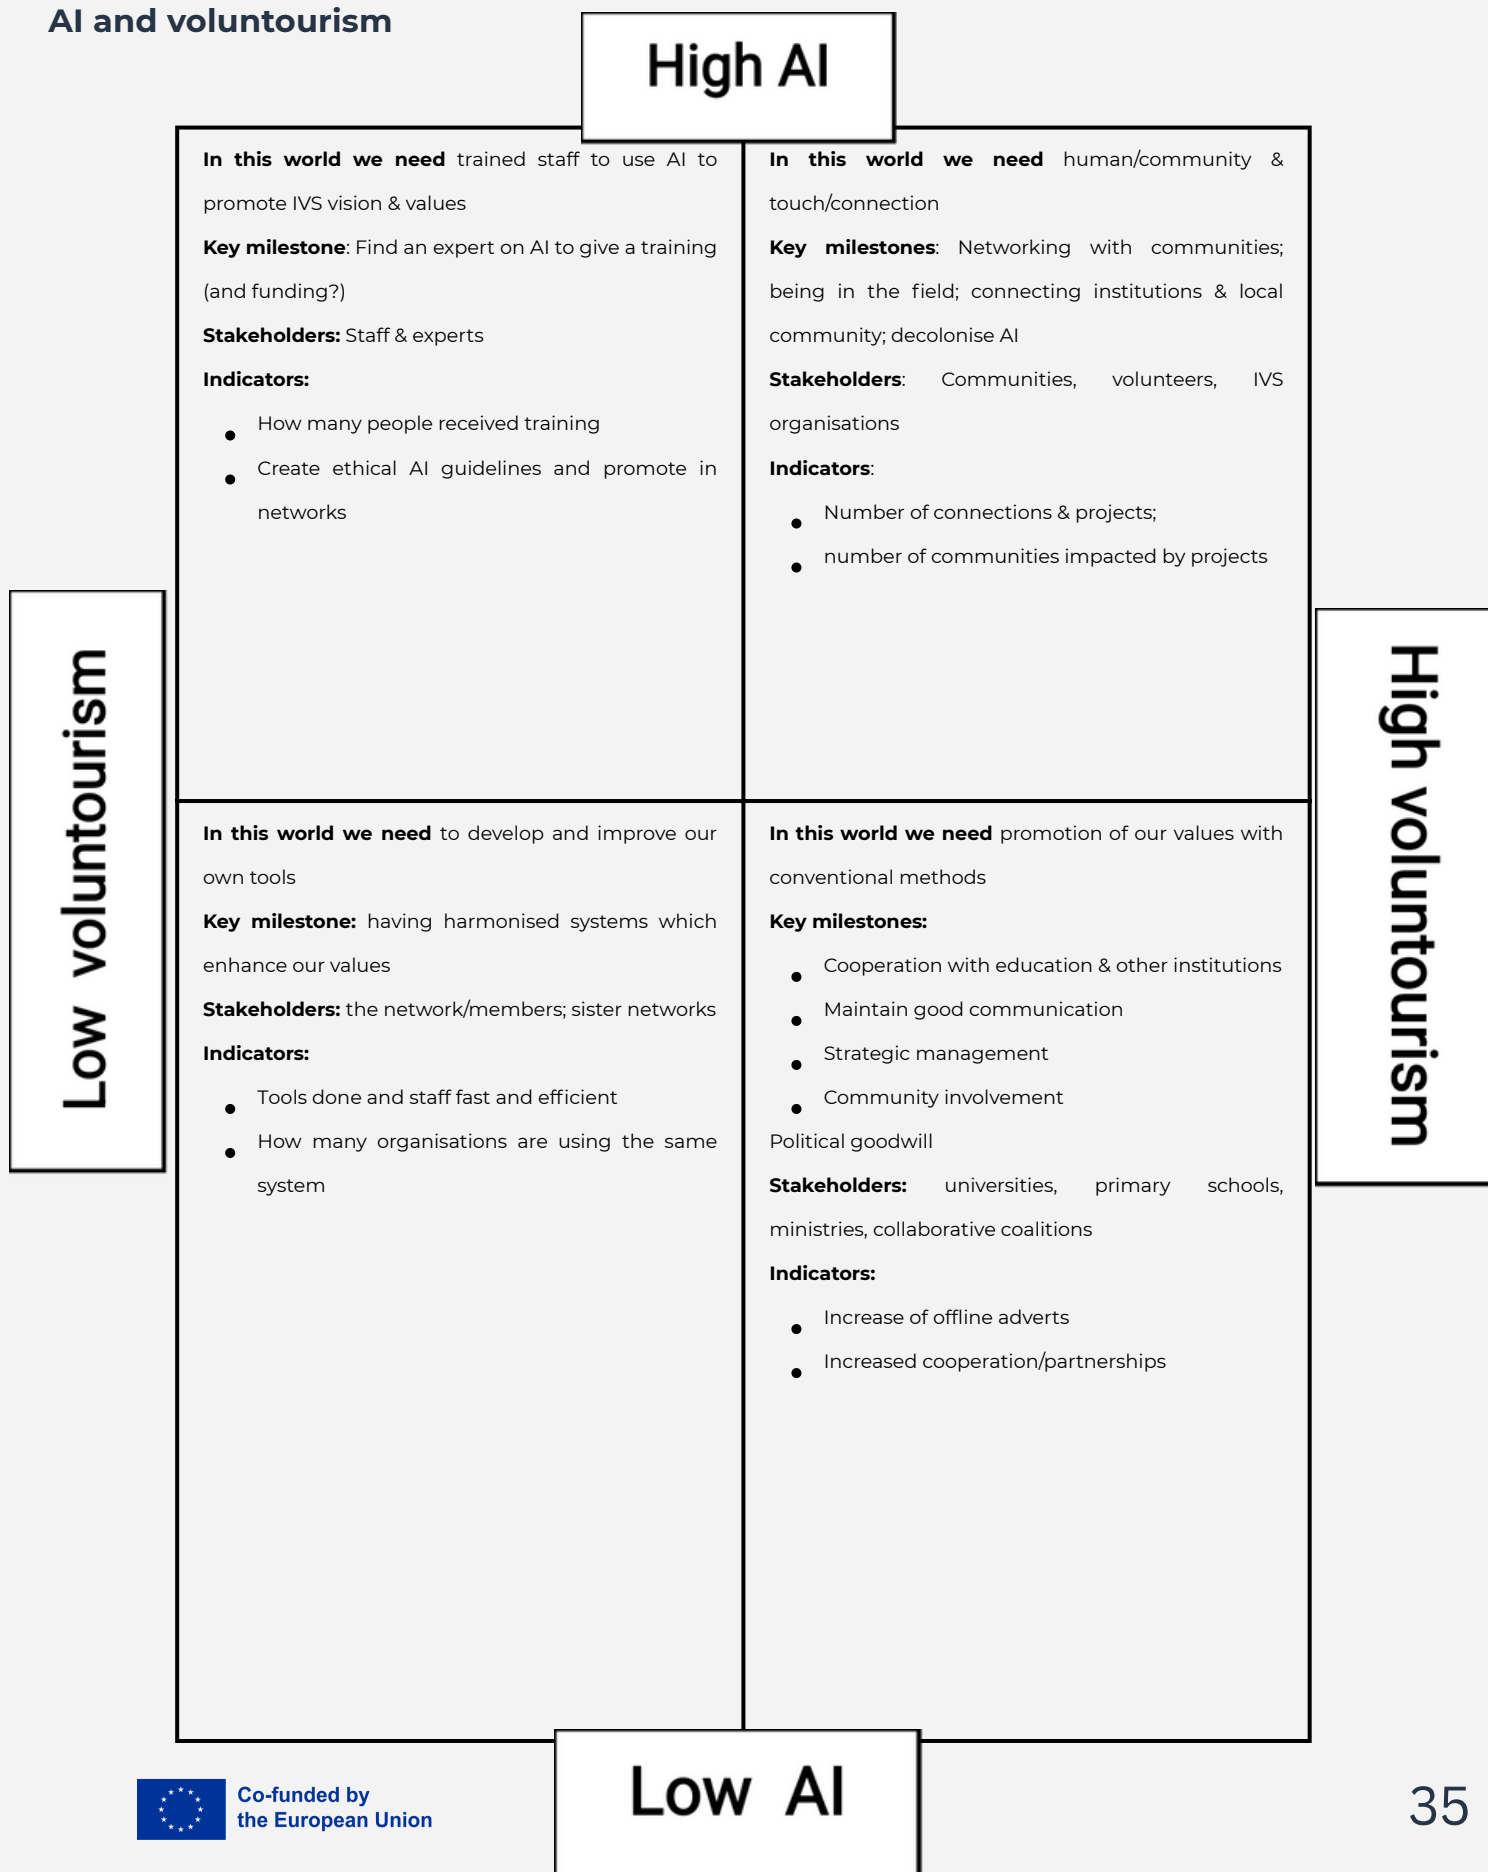 AI and voluntourism
High AI
In this world we need trained staff to use AI to
promote IVS vision & values
Key milestone: Find an expert on AI to give a training
(and funding?)
Stakeholders: Staff & experts
Indicators:
How many people received training
Create ethical AI guidelines and promote in
networks
In this world we need human/community &
touch/connection
Key milestones: Networking with communities;
being in the field; connecting institutions & local
community; decolonise AI
Stakeholders: Communities, volunteers, IVS
organisations
Indicators:
Number of connections & projects;
number of communities impacted by projects
Low voluntourism
High voluntourism
In this world we need to develop and improve our
own tools
Key milestone: having harmonised systems which
enhance our values
Stakeholders: the network/members; sister networks
Indicators:
Tools done and staff fast and efficient
How many organisations are using the same
system
In this world we need promotion of our values with
conventional methods
Key milestones:
Cooperation with education & other institutions
Maintain good communication
Strategic management
Community involvement
Political goodwill
Stakeholders: universities, primary schools,
ministries, collaborative coalitions
Indicators:
Increase of offline adverts
Increased cooperation/partnerships
Low AI
Co-funded by
the European Union
35